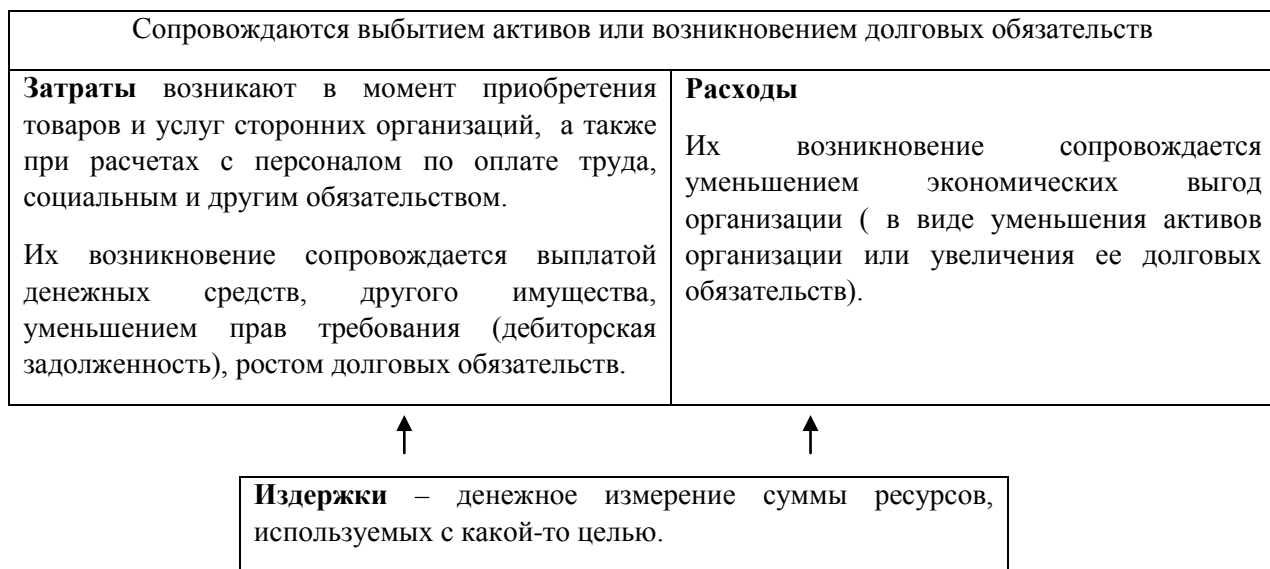 Сопровождаются выбытием активов или возникновением долговых обязательств
Затраты возникают в момент приобретения
товаров и услуг сторонних организаций, а также
при расчетах с персоналом по оплате труда,
социальным и другим обязательством.
Их возникновение сопровождается выплатой
денежных средств, другого имущества,
уменьшением прав требования (дебиторская
задолженность), ростом долговых обязательств.
Расходы
Их возникновение сопровождается
уменьшением экономических выгод
организации ( в виде уменьшения активов
организации или увеличения ее долговых
обязательств).
Издержки – денежное измерение суммы ресурсов,
используемых с какой-то целью.